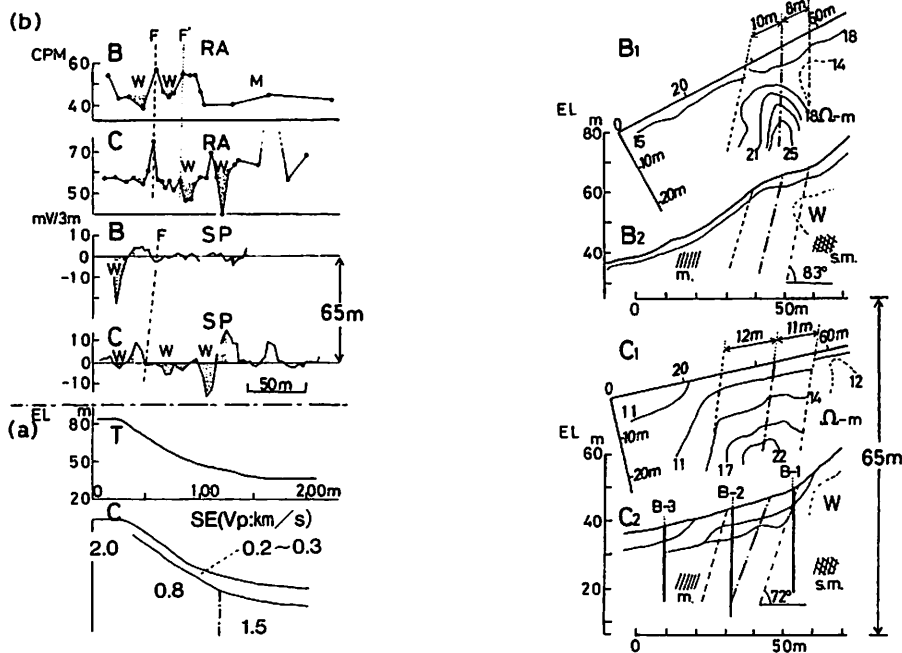 (b)
F F'
CPM B RA
60 W W M
40
C RA
70 W W
50
mV/3m
B F SP
10
0
-10 W
65m
C SP
10 W W W
0
-10 50m
EL m
(a)
80 T
50
20 0 1.00 2.00m
C SE(Vp:km/s)
2.0 0.2~0.3
0.8
1.5
10m 8m
B1 60m
18
20 14
EL m 0
80 15 8Ω-m
10m 21 25
20m
60
B2 W
40 m. s.m.
83°
0 50m
12m 11m
C1 60m
20
0 12
11 14 Ω-m
10m
EL m 20m 11 17 22
60 B-1
B-3 B-2 W
C2
40
20 m. s.m.
72°
0 50m
65m